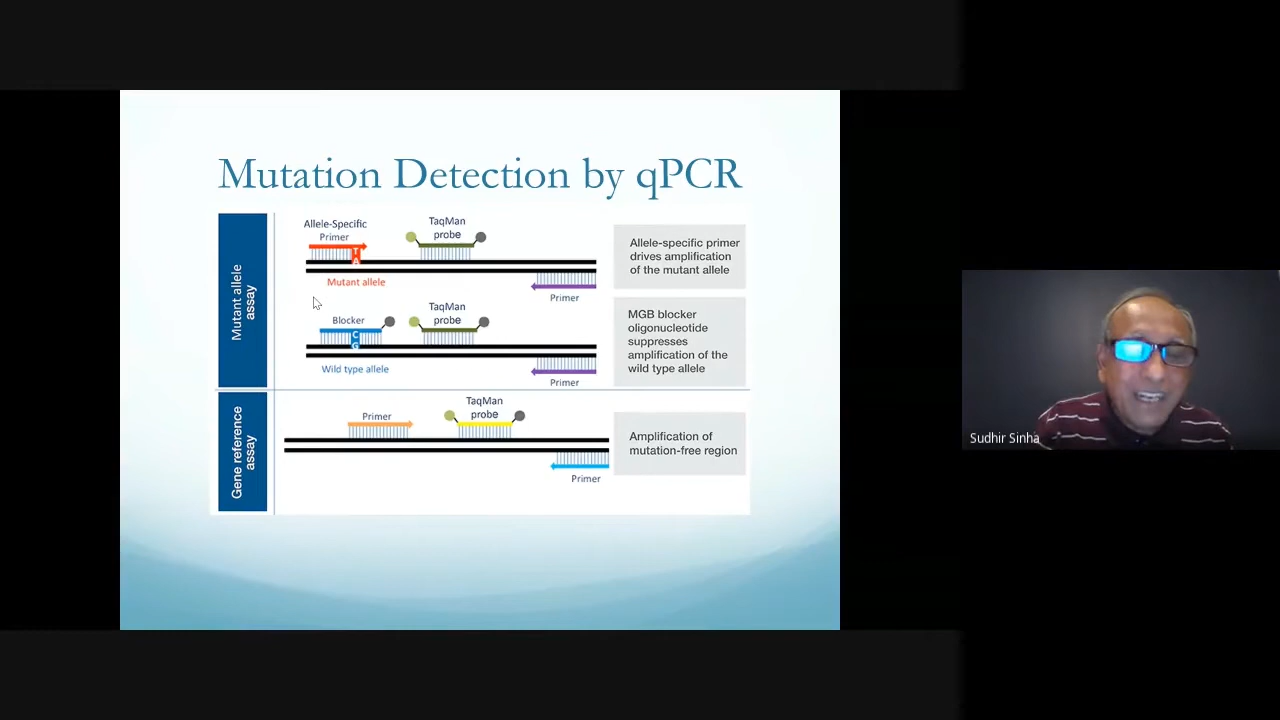 Mutation Detection by qPCR
Mutant allele
assay
Allele-Specific
Primer
T
A
Mutant allele
TaqMan
probe
Primer
Allele-specific primer
drives amplification
of the mutant allele
Blocker
C
G
Wild type allele
TaqMan
probe
Primer
MGB blocker
oligonucleotide
suppresses
amplification of the
wild type allele
Gene reference
assay
Primer
TaqMan
probe
Primer
Amplification of
mutation-free region
Sudhir Sinha